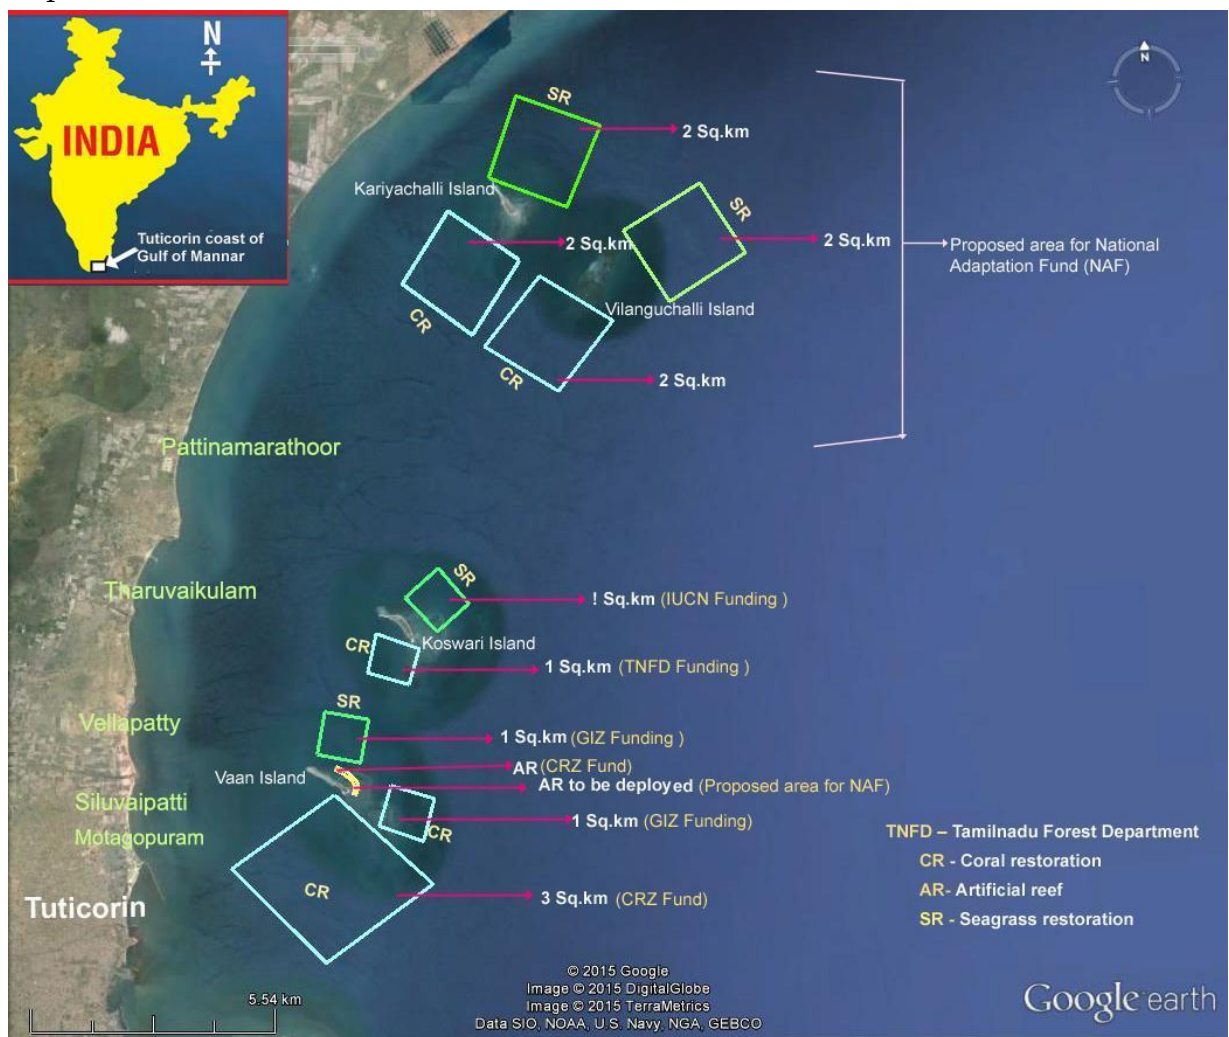 N
INDIA
Tuticorin coast of
Gulf of Mannar
N
SR
2 Sq.km
Kariyachalli Island
SR
2 Sq.km
2 Sq.km
Proposed area for National
Adaptation Fund (NAF)
CR
Vilanguchalli Island
CR
2 Sq.km
Pattinamarathoor
SR
Tharuvaikulam
! Sq.km (IUCN Funding )
CR
Koswari Island
1 Sq.km (TNFD Funding )
SR
Vellapatty
1 Sq.km (GIZ Funding )
AR (CRZ Fund)
Vaan Island
AR to be deployed (Proposed area for NAF)
Siluvaipatti
1 Sq.km (GIZ Funding)
CR
Motagopuram
TNFD – Tamilnadu Forest Department
CR - Coral restoration
AR- Artificial reef
SR - Seagrass restoration
CR
3 Sq.km (CRZ Fund)
Tuticorin
5.54 km
© 2015 Google
Image © 2015 DigitalGlobe
Image © 2015 TerraMetrics
Data SIO, NOAA, U.S. Navy, NGA, GEBCO
Google earth